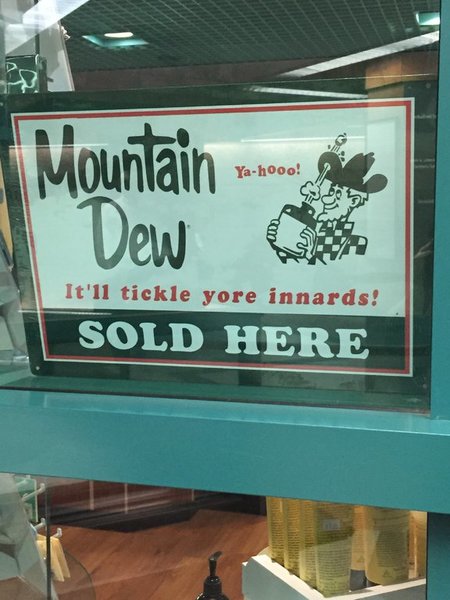 Mountain
Dew
Ya-hooo!
It'll tickle yore innards!
SOLD HERE